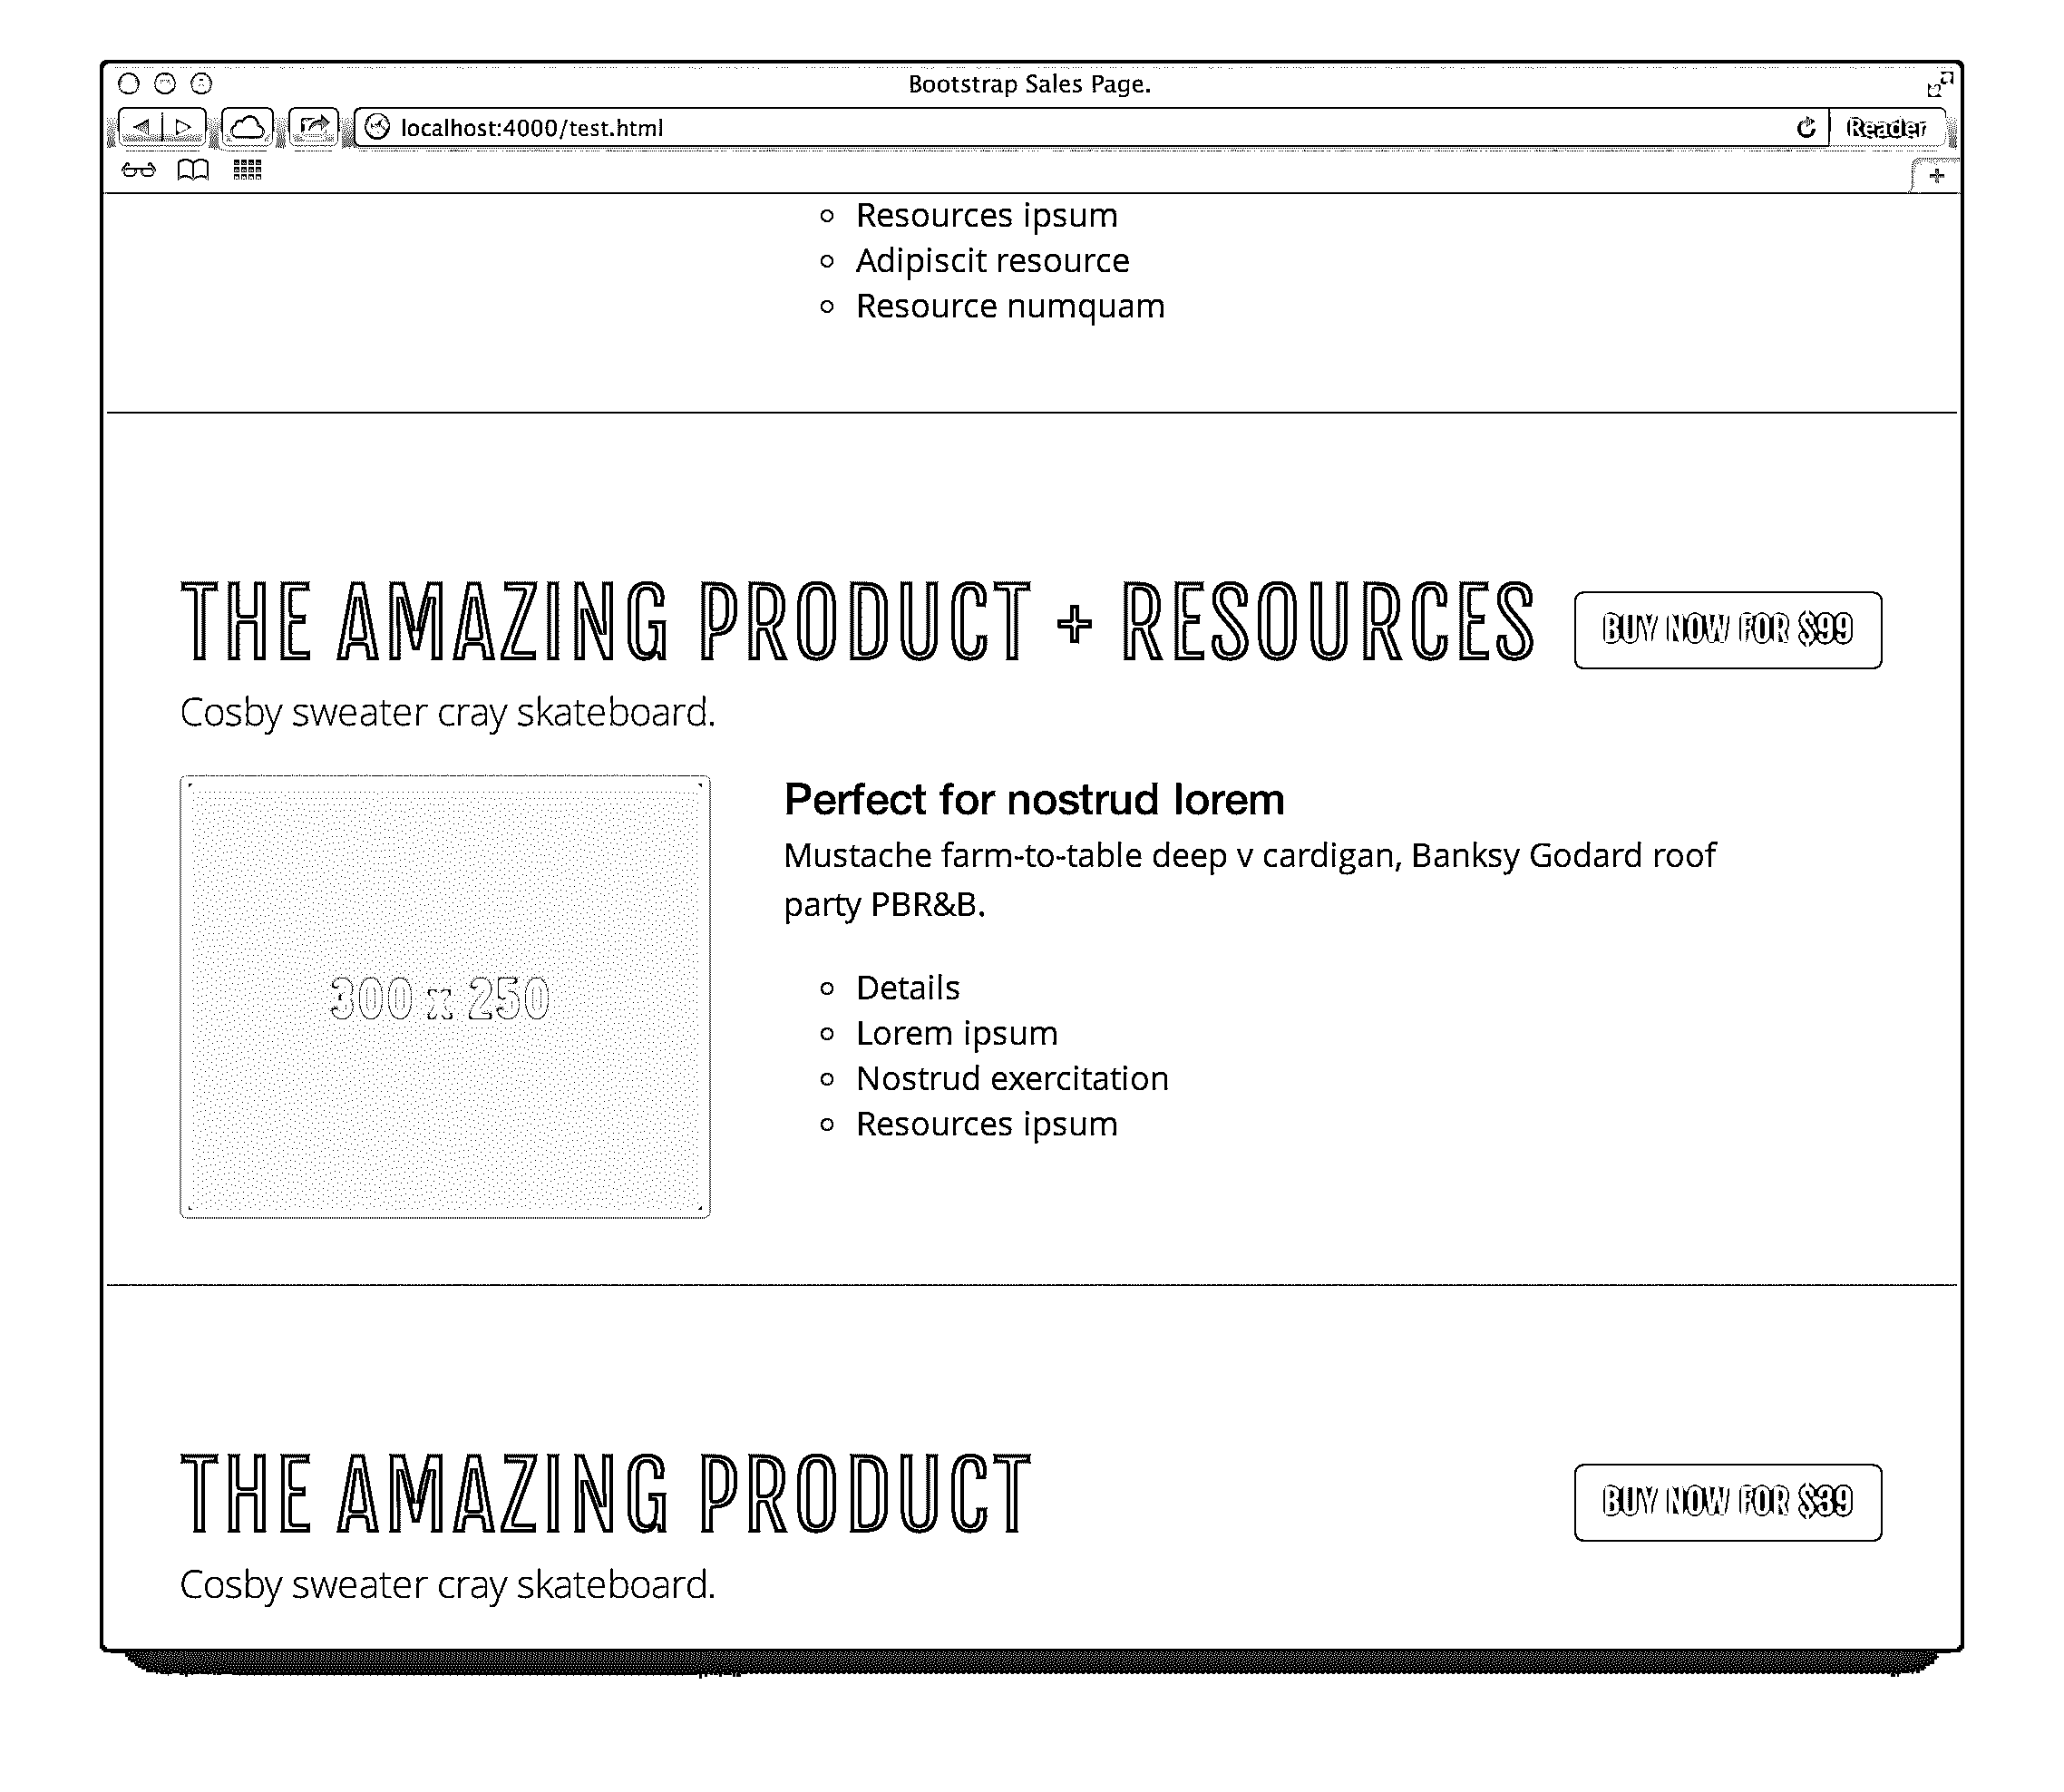 Bootstrap Sales Page.
localhost:4000/test.html
Reader
Resources ipsum
Adipiscit resource
Resource numquam
THE AMAZING PRODUCT + RESOURCES
BUY NOW FOR $99
Cosby sweater cray skateboard.
Perfect for nostrud lorem
Mustache farm-to-table deep v cardigan, Banksy Godard roof
party PBR&B.
300 x 250
Details
Lorem ipsum
Nostrud exercitation
Resources ipsum
THE AMAZING PRODUCT
BUY NOW FOR $39
Cosby sweater cray skateboard.